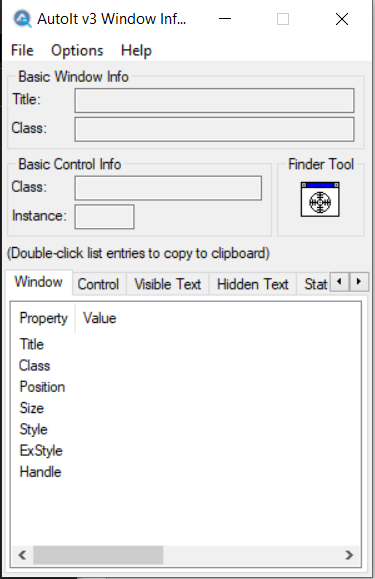 AutoIt v3 Window Inf...
File Options Help
Basic Window Info
Title:
Class:
Basic Control Info
Class:
Instance:
Finder Tool
(Double-click list entries to copy to clipboard)
Window Control Visible Text Hidden Text Stat
Property Value
Title
Class
Position
Size
Style
ExStyle
Handle